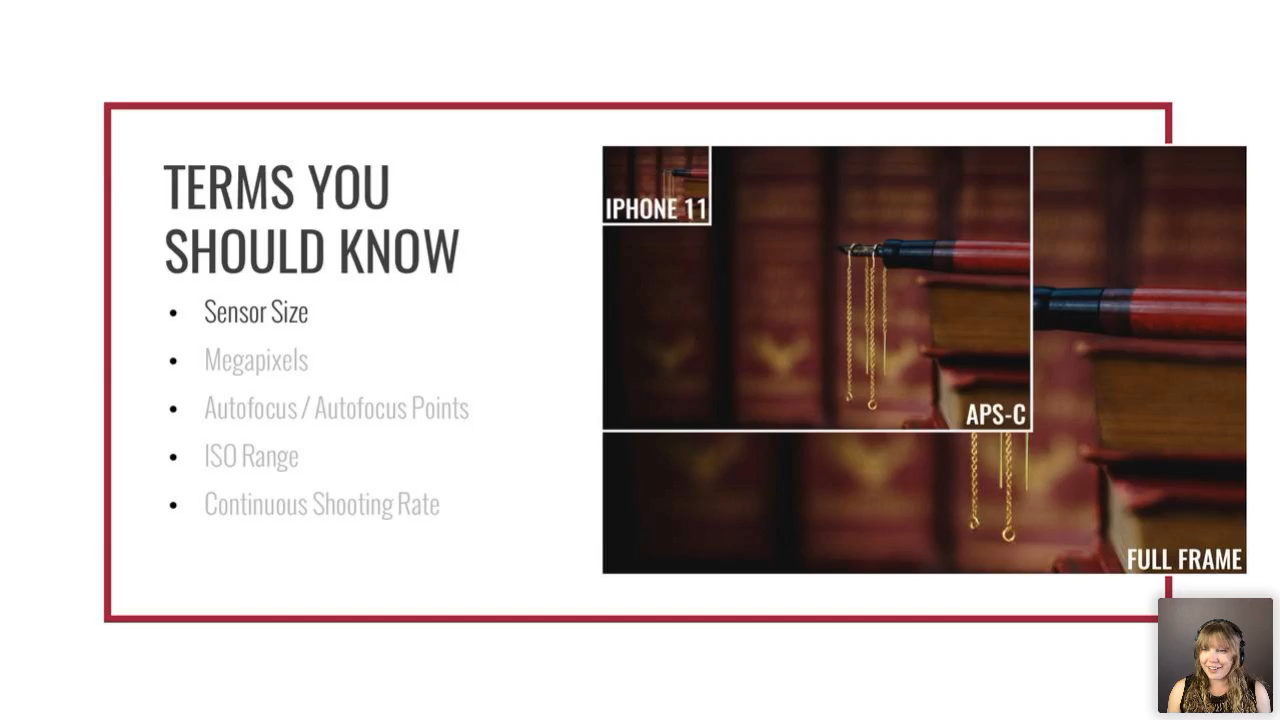 TERMS YOU
SHOULD KNOW
• Sensor Size
• Megapixels
• Autofocus / Autofocus Points
• ISO Range
• Continuous Shooting Rate
IPHONE 11
APS-C
FULL FRAME